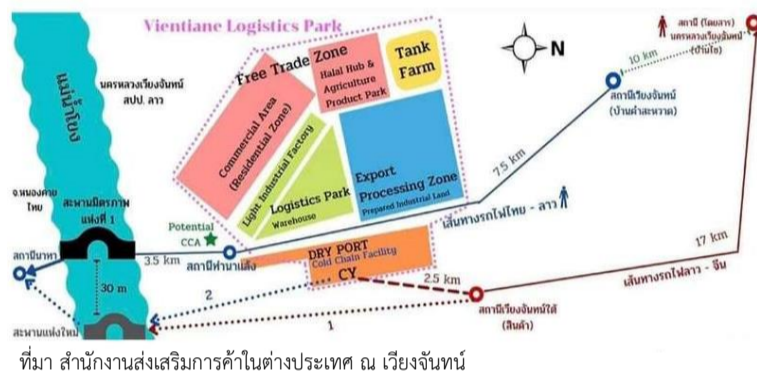 Vientiane Logistics Park
Free Trade Zone
Halal Hub &
Agriculture
Product Park
Tank
Farm
N
สถานี (โดยสาร)
นครหลวงเวียงจันทน์
(บ้านไซ)
10 km
สถานีเวียงจันทน์
(บ้านคำสะหวาด)
แม่น้ำโขง
นครหลวงเวียงจันทน์
สปป. ลาว
Commercial Area
(Residential Zone)
Light Industrial Factory
Logistics Park
Warehouse
Export
Processing Zone
Prepared Industrial Land
7.5 km
เส้นทางรถไฟไทย - ลาว
จ.หนองคาย
ไทย
สะพานมิตรภาพ
แห่งที่ 1
Potential
CCA
สถานีนาทา
3.5 km
สถานีท่านาแล้ง
DRY PORT
Cold Chain Facility
CY
2.5 km
17 km
เส้นทางรถไฟลาว - จีน
30 m
2
1
สะพานแห่งใหม่
สถานีเวียงจันทน์ใต้
(สินค้า)
ที่มา สำนักงานส่งเสริมการค้าในต่างประเทศ ณ เวียงจันทน์